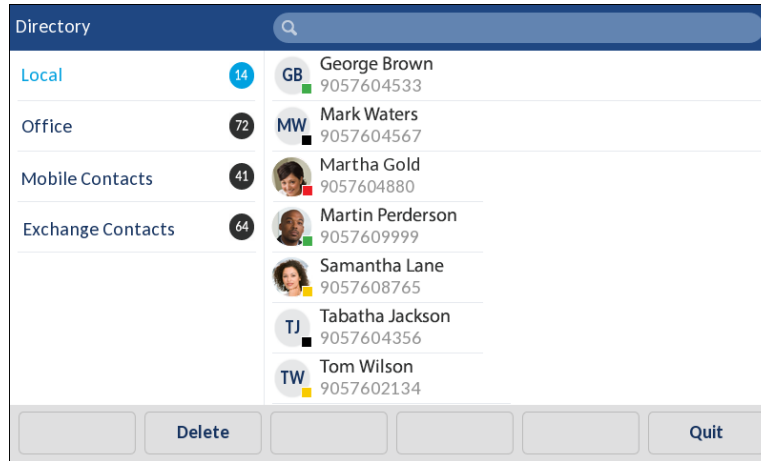 Directory
Local 14
Office 72
Mobile Contacts 41
Exchange Contacts 64
GB George Brown
9057604533
MW Mark Waters
9057604567
Martha Gold
9057604880
Martin Perderson
9057609999
Samantha Lane
9057608765
TJ Tabatha Jackson
9057604356
TW Tom Wilson
9057602134
Delete Quit